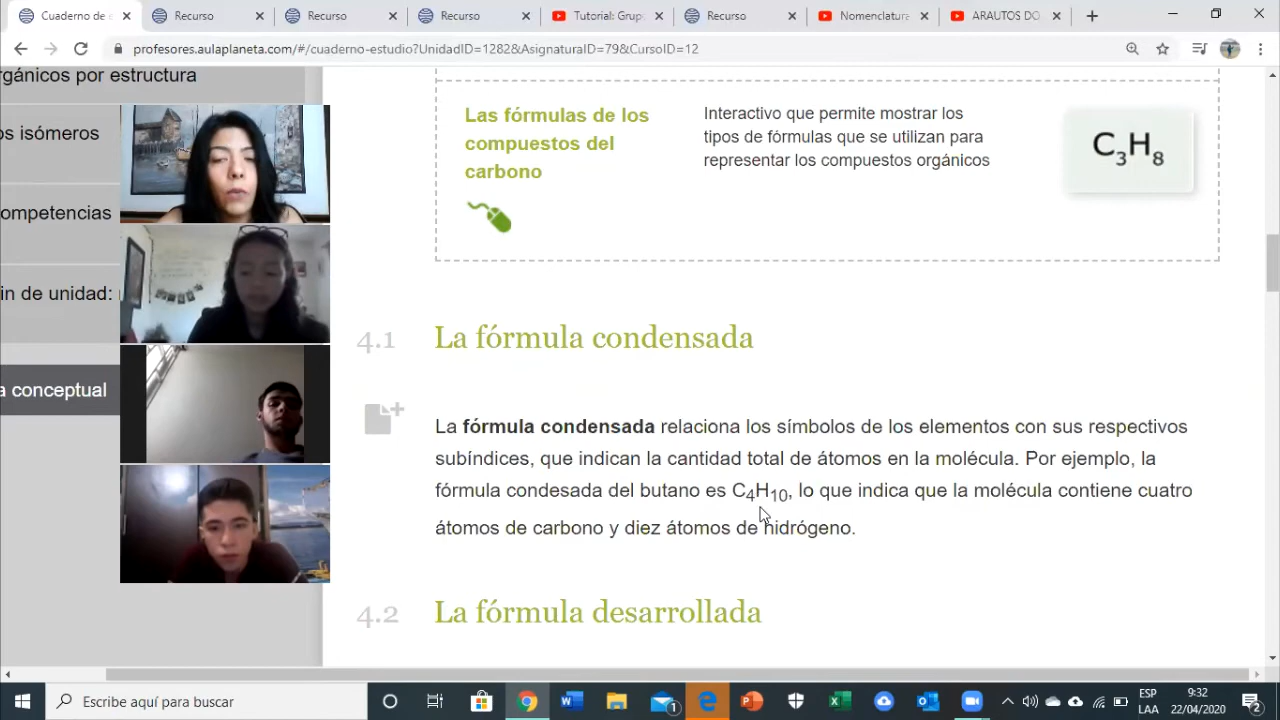 Cuaderno de es
Recurso
Recurso
Recurso
Tutorial: Grup
Recurso
Nomenclatura
ARAUTOS DO
profesores.aulaplaneta.com/#/cuaderno-estudio?UnidadID=1282&AsignaturaID=79&CursoID=12
rgánicos por estructura
os isómeros
ompetencias
in de unidad:
a conceptual
Las fórmulas de los
compuestos del
carbono
Interactivo que permite mostrar los
tipos de fórmulas que se utilizan para
representar los compuestos orgánicos
C₃H₈
4.1 La fórmula condensada
La fórmula condensada relaciona los símbolos de los elementos con sus respectivos
subíndices, que indican la cantidad total de átomos en la molécula. Por ejemplo, la
fórmula condesada del butano es C₄H₁₀, lo que indica que la molécula contiene cuatro
átomos de carbono y diez átomos de hidrógeno.
4.2 La fórmula desarrollada
Escribe aquí para buscar
1
ESP
LAA
9:32
22/04/2020
2